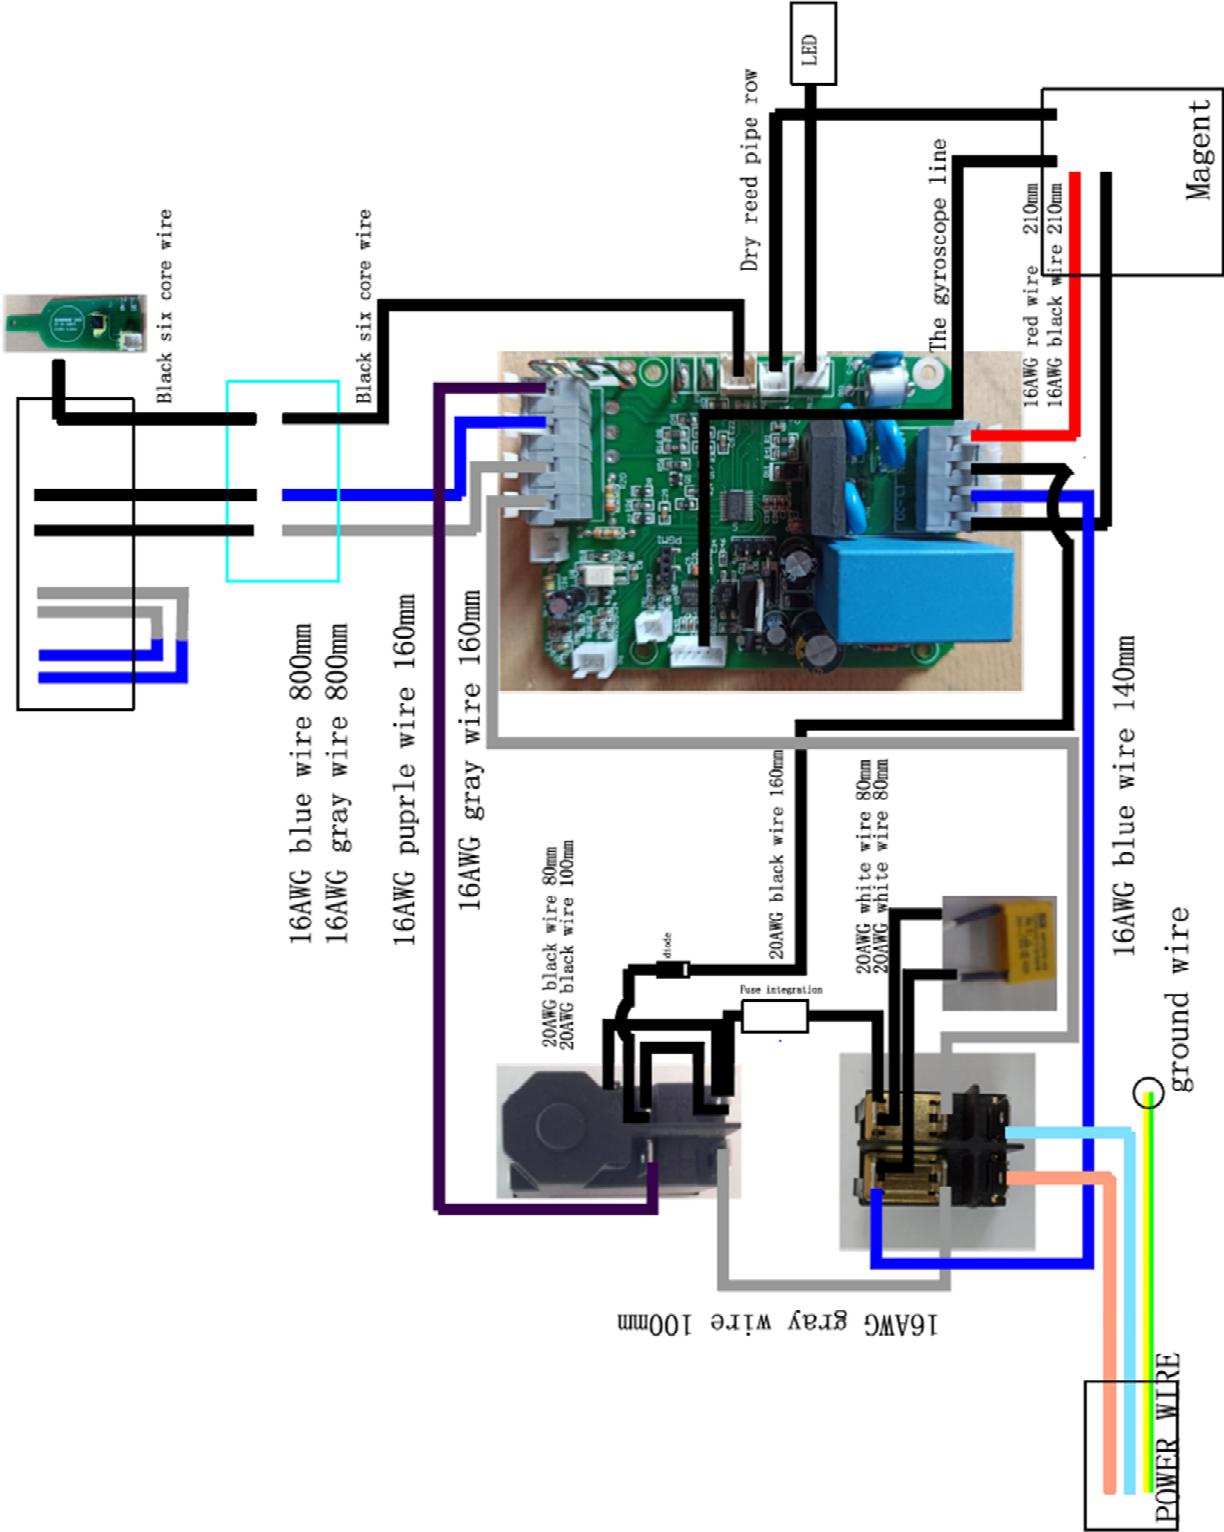 LED
Dry reed pipe row
Magent
The gyroscope line
16AWG red wire 210mm
16AWG black wire 210mm
Black six core wire
Black six core wire
16AWG blue wire 800mm
16AWG gray wire 800mm
16AWG puprle wire 160mm
16AWG gray wire 160mm
PGM1
20AWG black wire 80mm
20AWG black wire 100mm
diode
20AWG black wire 160mm
Fuse integration
20AWG white wire 80mm
20AWG white wire 80mm
16AWG blue wire 140mm
ground wire
16AWG gray wire 100mm
POWER WIRE